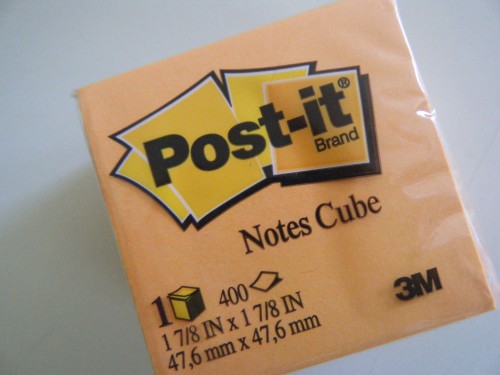 Post-it®
Brand
Notes Cube
1 400
1 7/8 IN x 1 7/8 IN
47,6 mm x 47,6 mm
3M